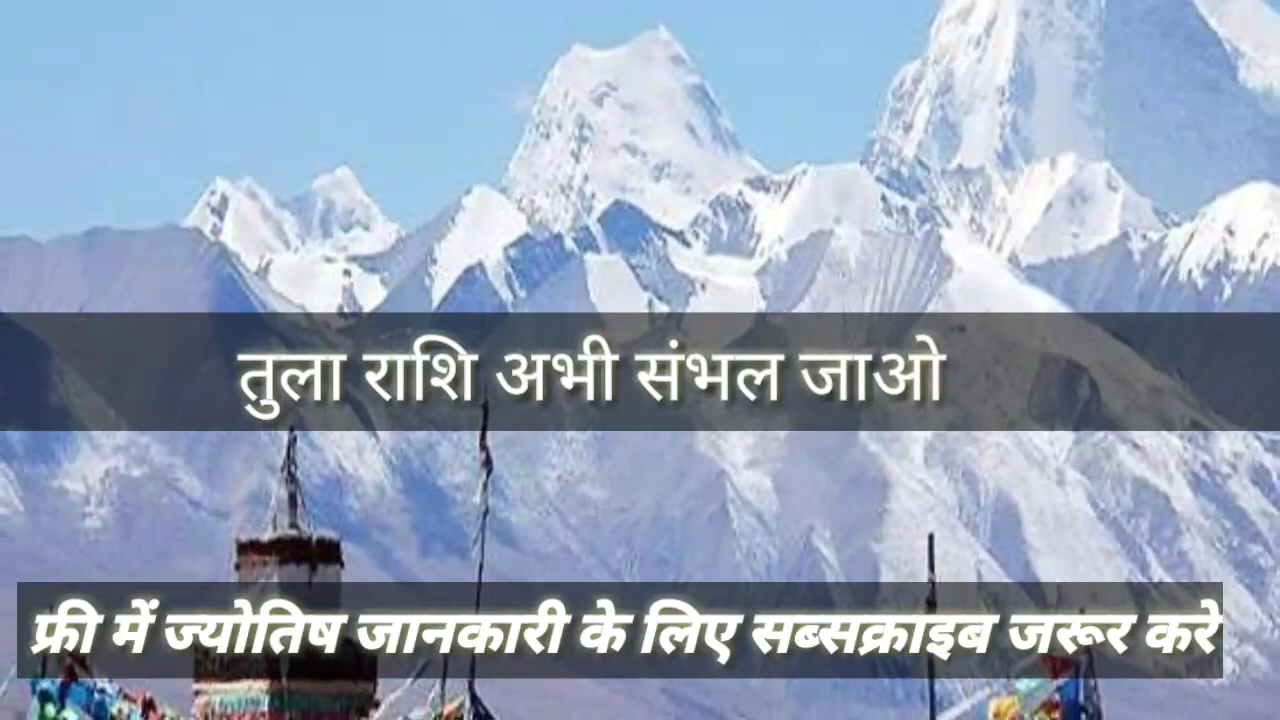 तुला राशि अभी संभल जाओ
फ्री में ज्योतिष जानकारी के लिए सब्सक्राइब जरूर करे